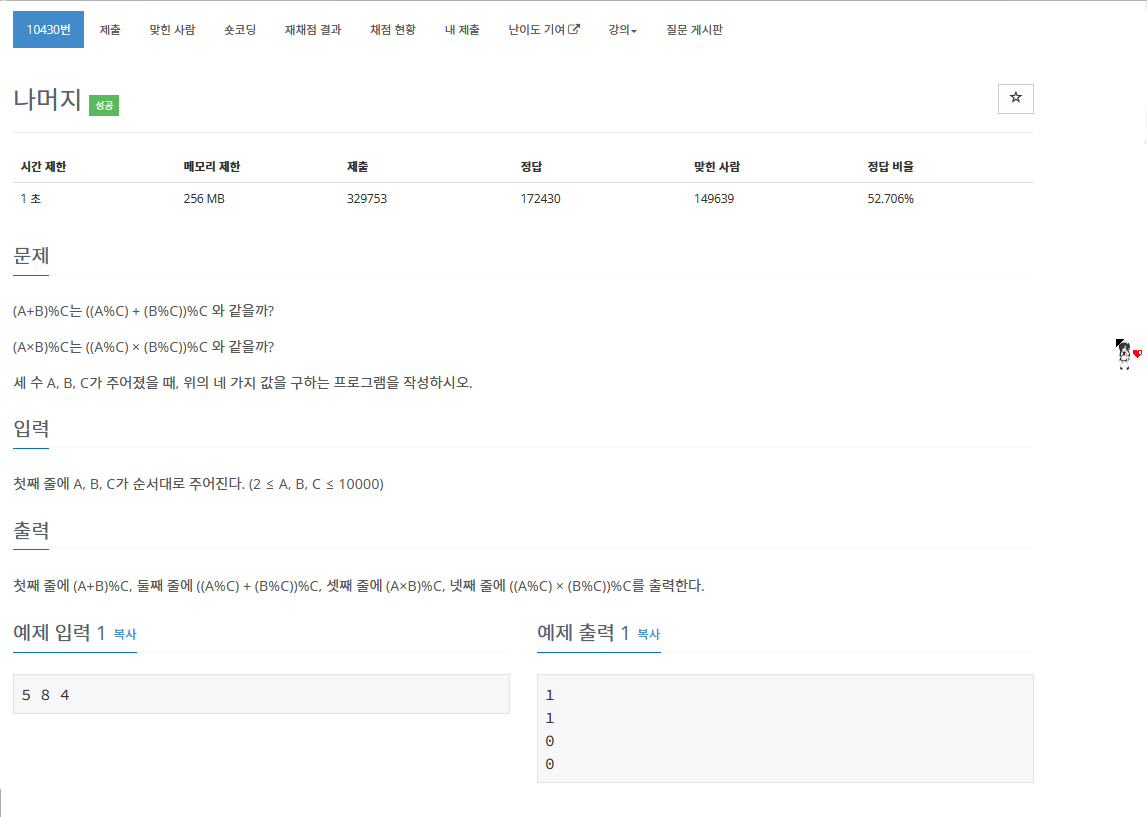 10430번 제출 맞힌 사람 숏코딩 재채점 결과 채점 현황 내 제출 난이도 기여 강의 질문 게시판
나머지 성공
시간 제한 메모리 제한 제출 정답 맞힌 사람 정답 비율
1 초 256 MB 329753 172430 149639 52.706%
문제
(A+B)%C는 ((A%C) + (B%C))%C 와 같을까?
(A×B)%C는 ((A%C) × (B%C))%C 와 같을까?
세 수 A, B, C가 주어졌을 때, 위의 네 가지 값을 구하는 프로그램을 작성하시오.
입력
첫째 줄에 A, B, C가 순서대로 주어진다. (2 ≤ A, B, C ≤ 10000)
출력
첫째 줄에 (A+B)%C, 둘째 줄에 ((A%C) + (B%C))%C, 셋째 줄에 (A×B)%C, 넷째 줄에 ((A%C) × (B%C))%C를 출력한다.
예제 입력 1 복사
5 8 4
예제 출력 1 복사
1
1
0
0